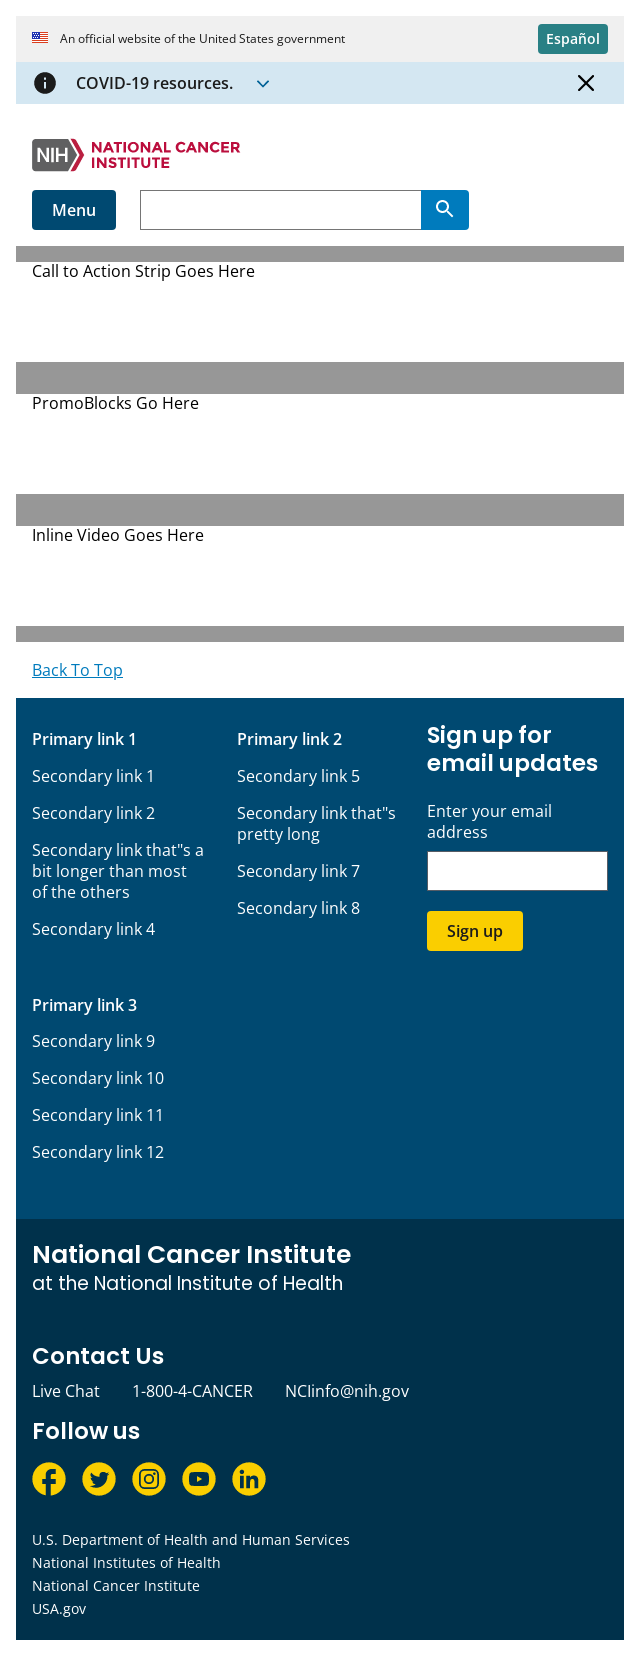 An official website of the United States government
Español
COVID-19 resources.
NIH NATIONAL CANCER
INSTITUTE
Menu
Call to Action Strip Goes Here
PromoBlocks Go Here
Inline Video Goes Here
Back To Top
Primary link 1
Secondary link 1
Secondary link 2
Secondary link that"s a
bit longer than most
of the others
Secondary link 4
Primary link 2
Secondary link 5
Secondary link that"s
pretty long
Secondary link 7
Secondary link 8
Sign up for
email updates
Enter your email
address
Sign up
Primary link 3
Secondary link 9
Secondary link 10
Secondary link 11
Secondary link 12
National Cancer Institute
at the National Institute of Health
Contact Us
Live Chat 1-800-4-CANCER NCIinfo@nih.gov
Follow us
U.S. Department of Health and Human Services
National Institutes of Health
National Cancer Institute
USA.gov